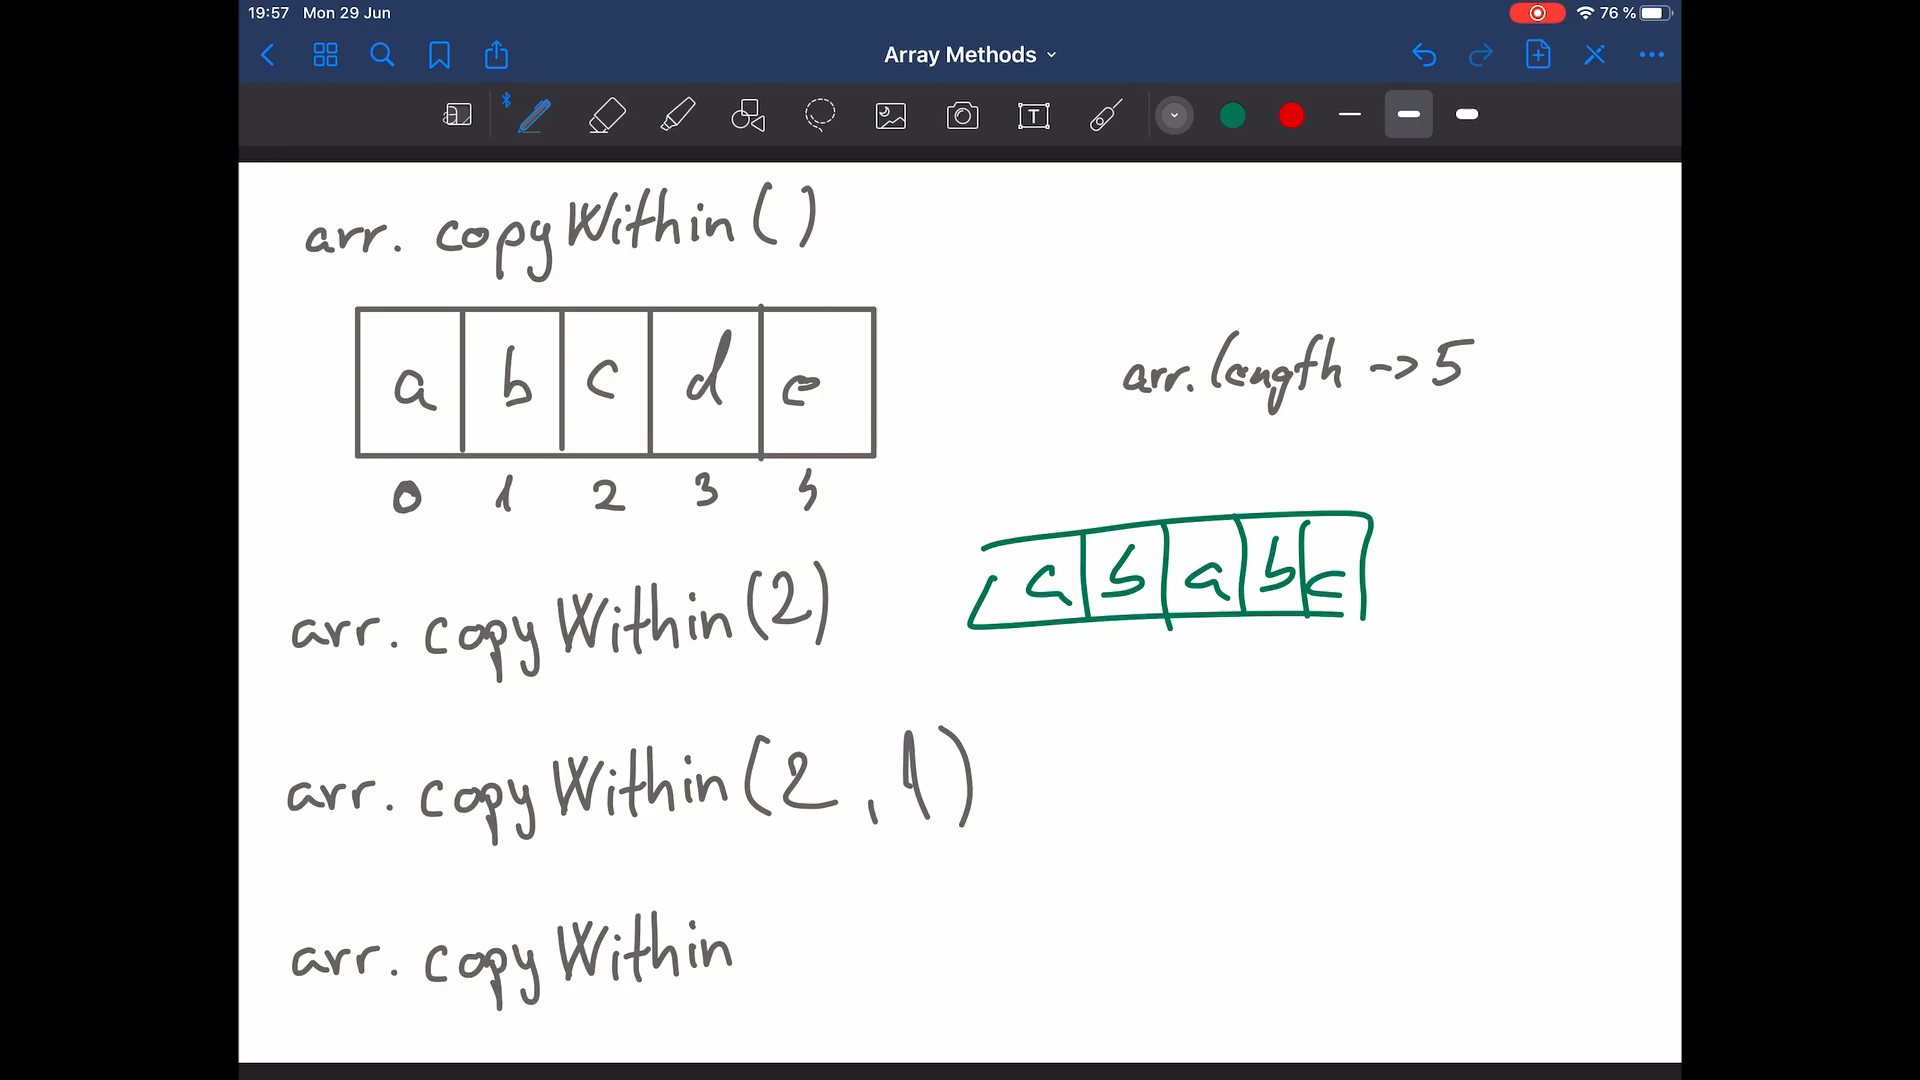 19:57 Mon 29 Jun 76 %
Array Methods
T
arr. copyWithin ( )
a b c d e
arr. length -> 5
0 1 2 3 4
a b a b c
arr. copyWithin (2)
arr. copyWithin (2 , 1)
arr. copyWithin